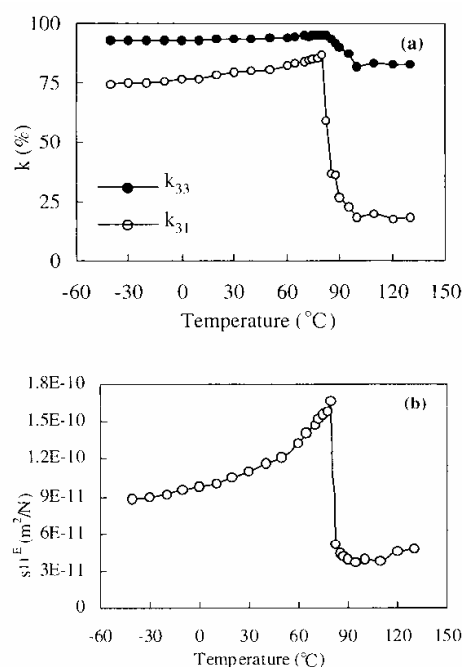 100
(a)
75
k (%)
50
k33
25
k31
0
-60 -30 0 30 60 90 120 150
Temperature (°C)
1.8E-10
(b)
1.5E-10
1.2E-10
s11^E (m²/N)
9E-11
6E-11
3E-11
0
-60 -30 0 30 60 90 120 150
Temperature (°C)